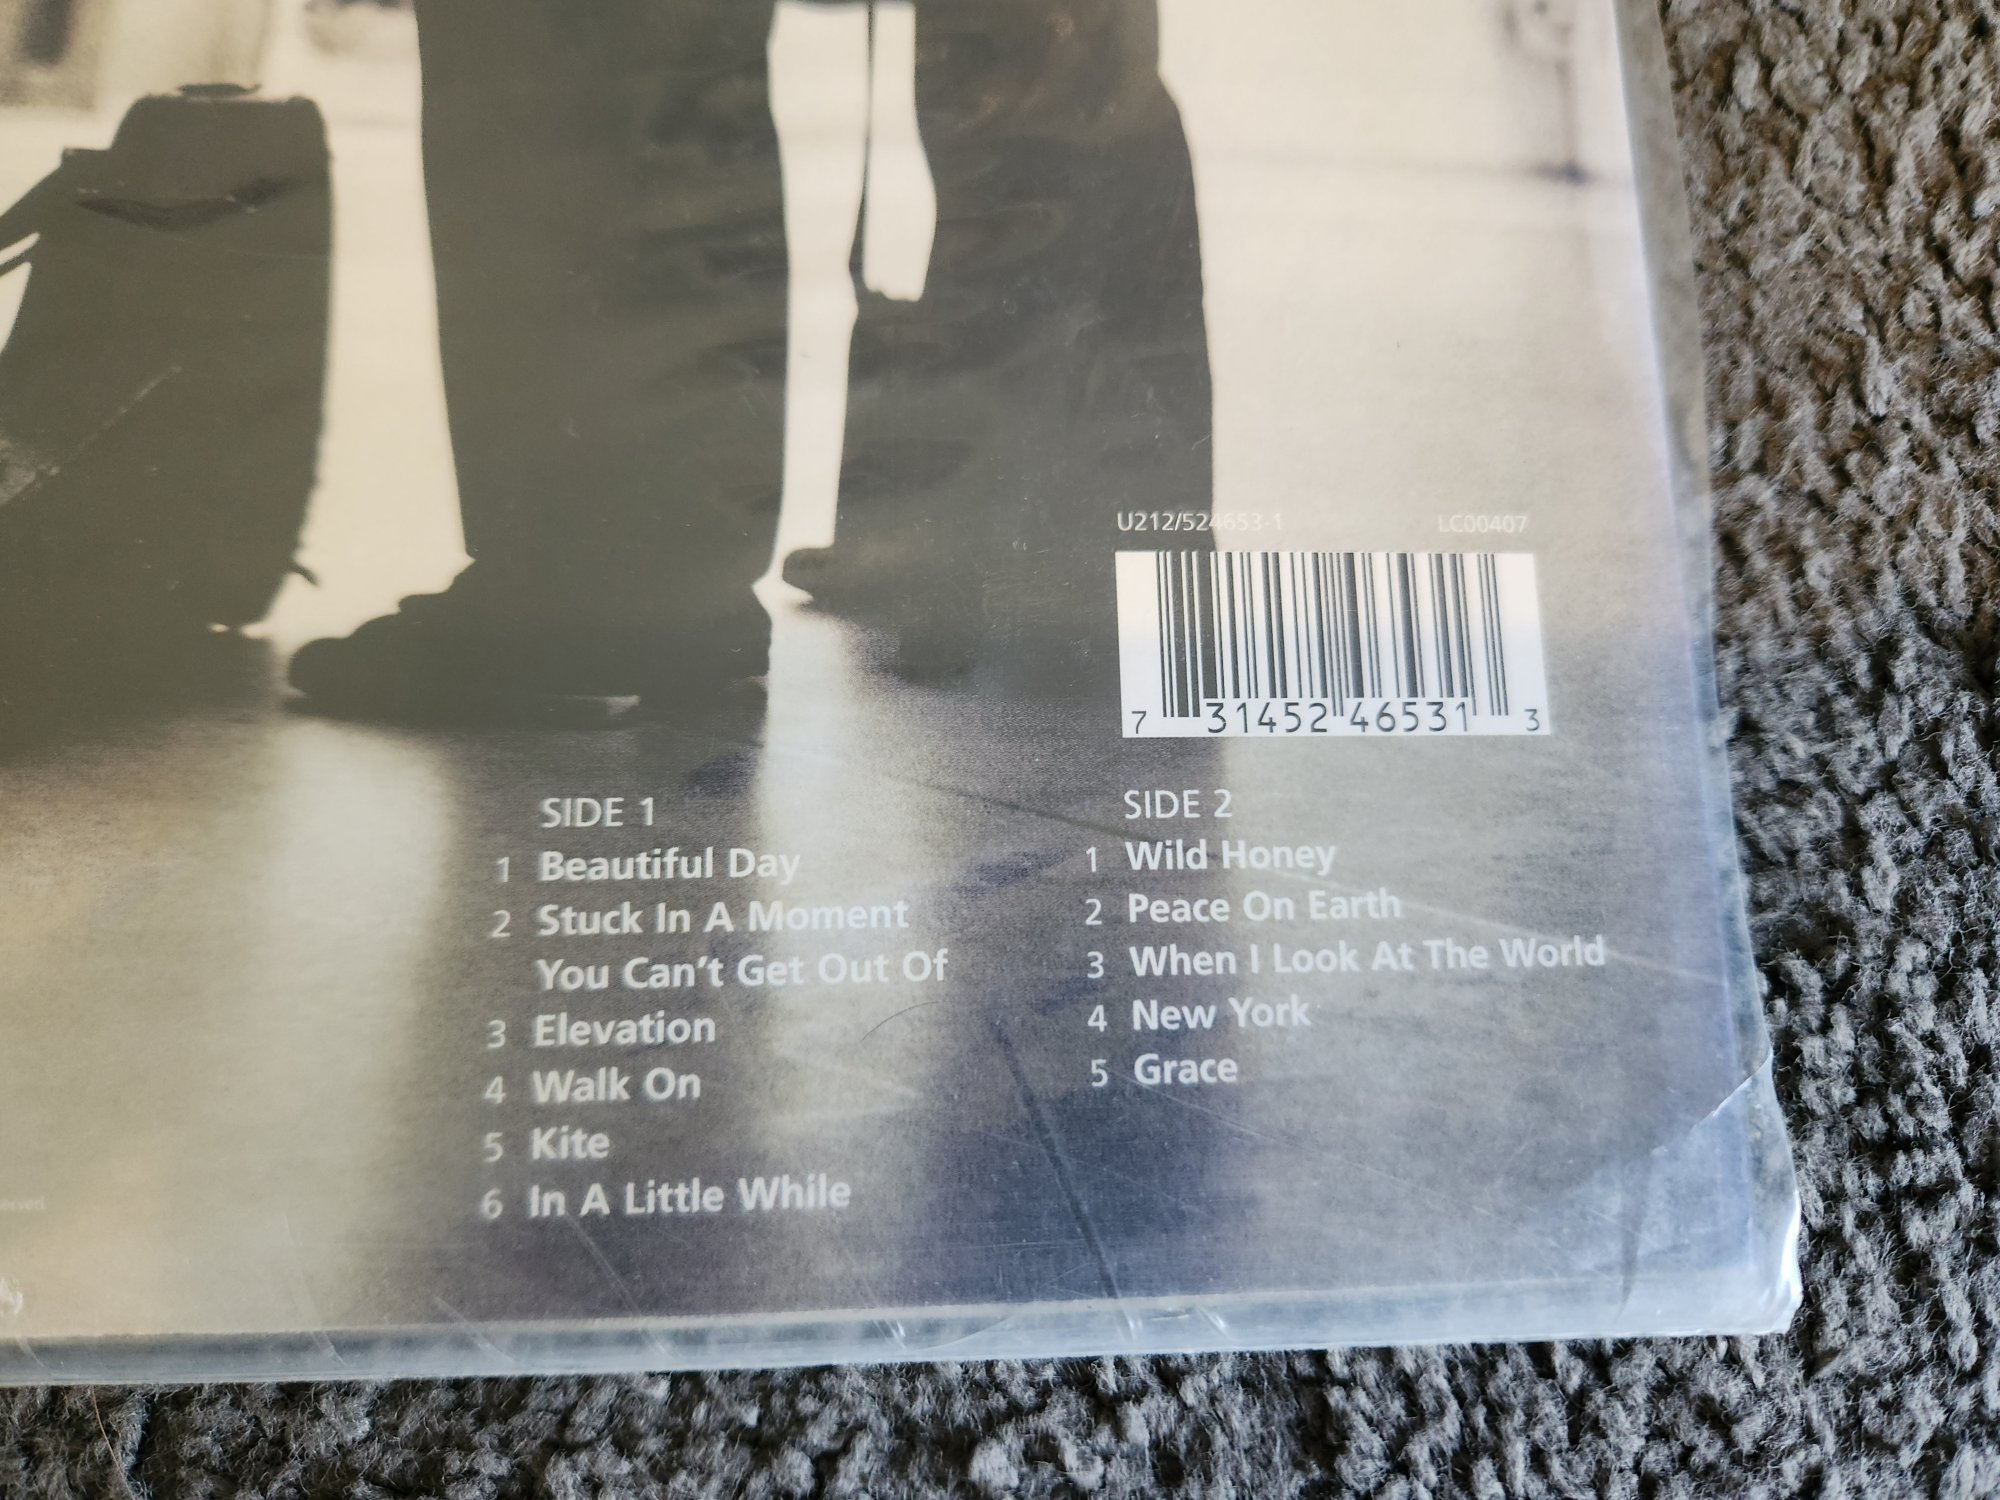 U212/524653-1 LC00407
7 31452 46531 3
SIDE 1
1 Beautiful Day
2 Stuck In A Moment
You Can't Get Out Of
3 Elevation
4 Walk On
5 Kite
6 In A Little While
SIDE 2
1 Wild Honey
2 Peace On Earth
3 When I Look At The World
4 New York
5 Grace